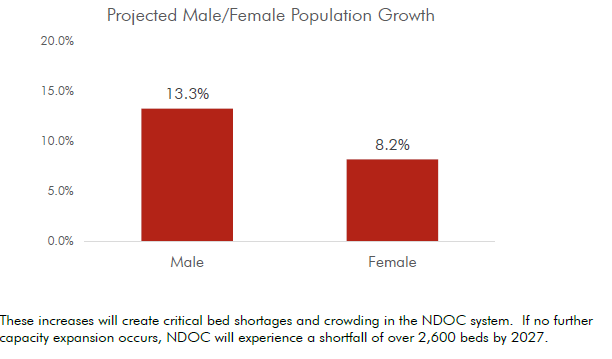 Projected Male/Female Population Growth
20.0%
15.0%
13.3%
10.0%
8.2%
5.0%
0.0%
Male Female
These increases will create critical bed shortages and crowding in the NDOC system.  If no further
capacity expansion occurs, NDOC will experience a shortfall of over 2,600 beds by 2027.